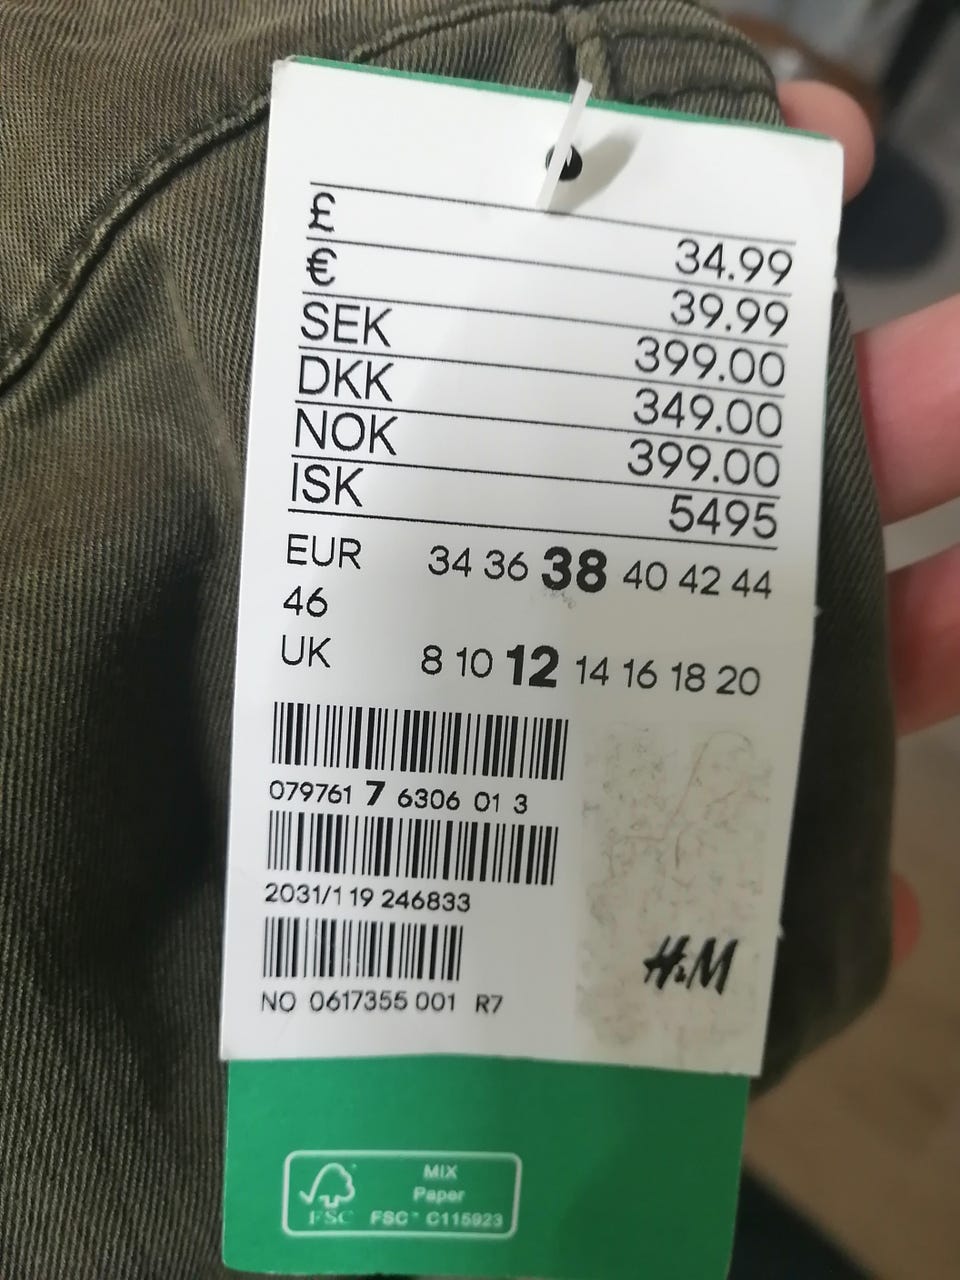 £ 34.99
€ 39.99
SEK 399.00
DKK 349.00
NOK 399.00
ISK 5495
EUR 34 36 38 40 42 44
46
UK 8 10 12 14 16 18 20
079761 7 6306 01 3
2031/1 19 246833
H&M
NO 0617355 001 R7
MIX
Paper
FSC FSC™ C115923